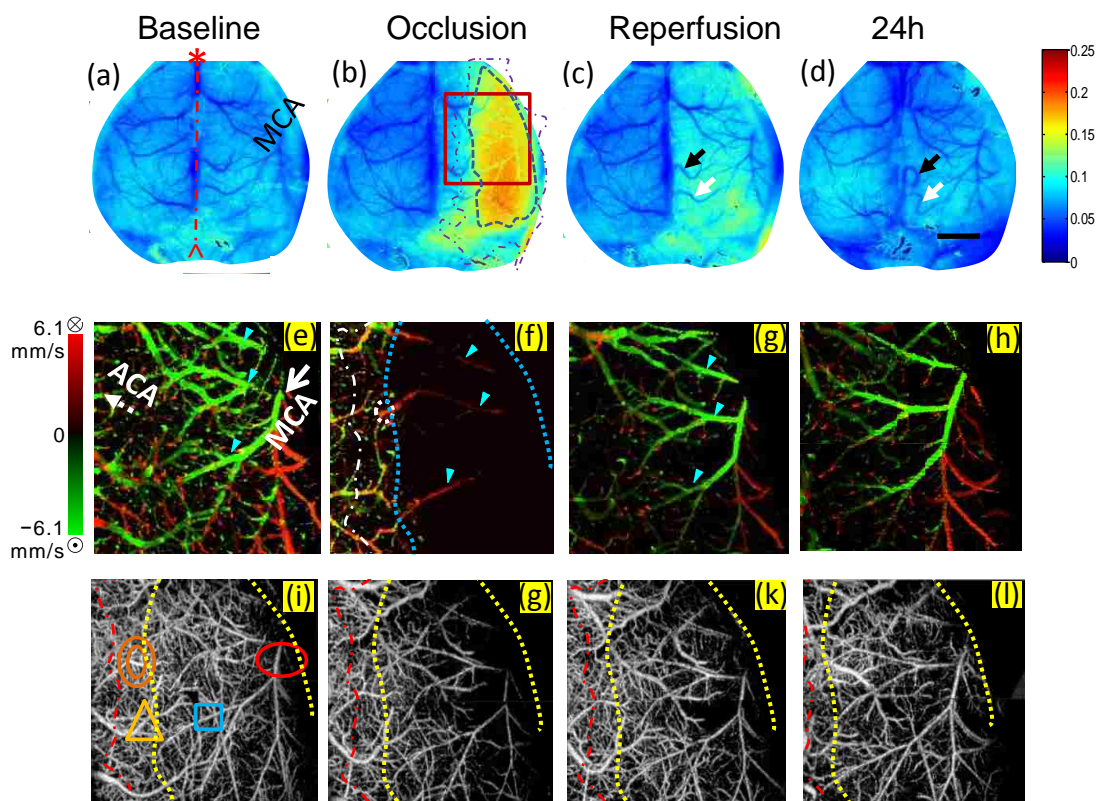 Baseline
Occlusion
Reperfusion
24h
(a)
*
MCA
^
(b)
(c)
(d)
0.25
0.2
0.15
0.1
0.05
0
6.1 ⊗
mm/s
0
−6.1
mm/s ⊙
(e)
ACA
MCA
(f)
(g)
(h)
(i)
(g)
(k)
(l)